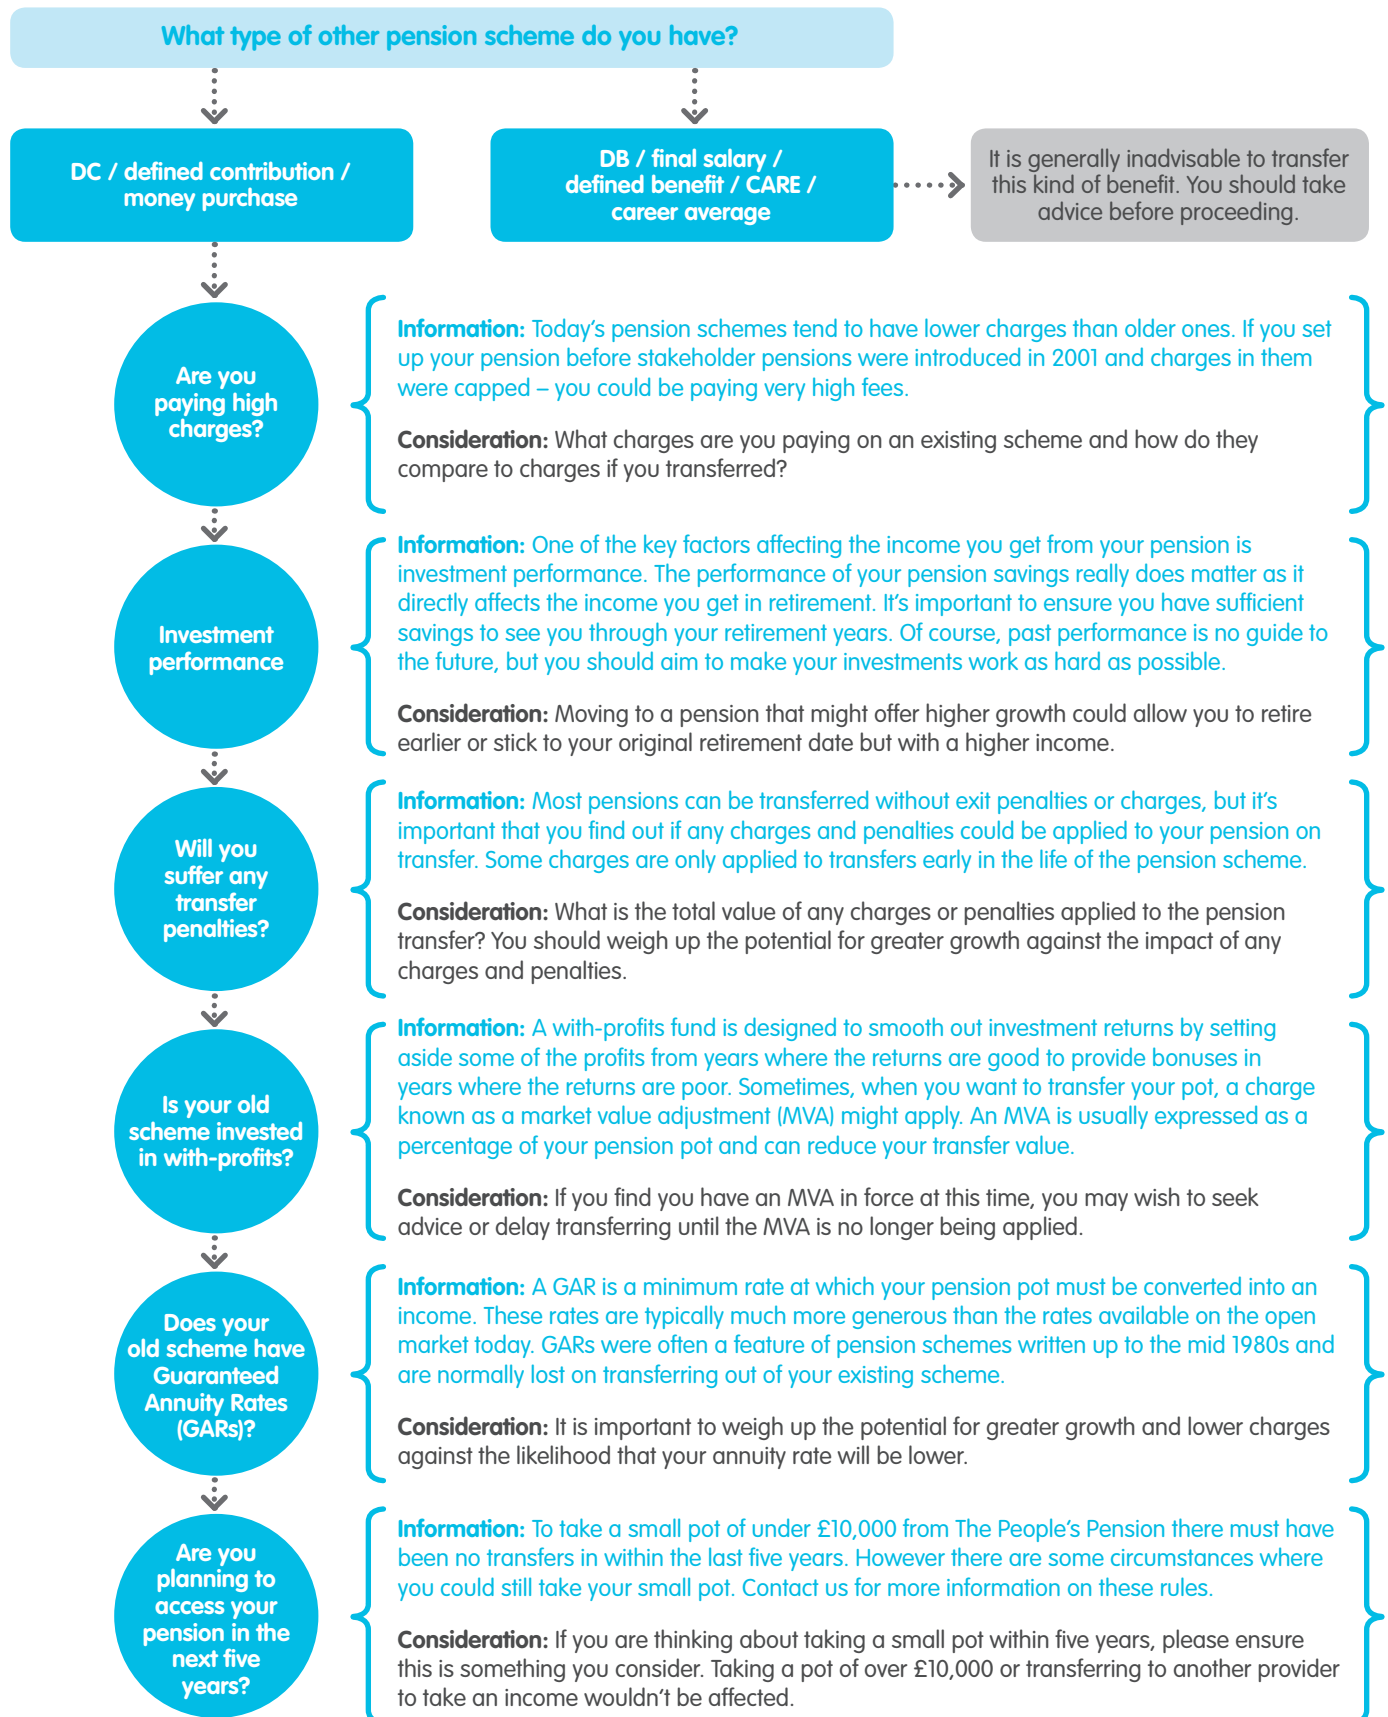 What type of other pension scheme do you have?
DC / defined contribution /
money purchase
DB / final salary /
defined benefit / CARE /
career average
It is generally inadvisable to transfer
this kind of benefit. You should take
advice before proceeding.
Are you
paying high
charges?
Information: Today’s pension schemes tend to have lower charges than older ones. If you set
up your pension before stakeholder pensions were introduced in 2001 and charges in them
were capped – you could be paying very high fees.
Consideration: What charges are you paying on an existing scheme and how do they
compare to charges if you transferred?
Investment
performance
Information: One of the key factors affecting the income you get from your pension is
investment performance. The performance of your pension savings really does matter as it
directly affects the income you get in retirement. It’s important to ensure you have sufficient
savings to see you through your retirement years. Of course, past performance is no guide to
the future, but you should aim to make your investments work as hard as possible.
Consideration: Moving to a pension that might offer higher growth could allow you to retire
earlier or stick to your original retirement date but with a higher income.
Will you
suffer any
transfer
penalties?
Information: Most pensions can be transferred without exit penalties or charges, but it’s
important that you find out if any charges and penalties could be applied to your pension on
transfer. Some charges are only applied to transfers early in the life of the pension scheme.
Consideration: What is the total value of any charges or penalties applied to the pension
transfer? You should weigh up the potential for greater growth against the impact of any
charges and penalties.
Is your old
scheme invested
in with-profits?
Information: A with-profits fund is designed to smooth out investment returns by setting
aside some of the profits from years where the returns are good to provide bonuses in
years where the returns are poor. Sometimes, when you want to transfer your pot, a charge
known as a market value adjustment (MVA) might apply. An MVA is usually expressed as a
percentage of your pension pot and can reduce your transfer value.
Consideration: If you find you have an MVA in force at this time, you may wish to seek
advice or delay transferring until the MVA is no longer being applied.
Does your
old scheme have
Guaranteed
Annuity Rates
(GARs)?
Information: A GAR is a minimum rate at which your pension pot must be converted into an
income. These rates are typically much more generous than the rates available on the open
market today. GARs were often a feature of pension schemes written up to the mid 1980s and
are normally lost on transferring out of your existing scheme.
Consideration: It is important to weigh up the potential for greater growth and lower charges
against the likelihood that your annuity rate will be lower.
Are you
planning to
access your
pension in the
next five
years?
Information: To take a small pot of under £10,000 from The People’s Pension there must have
been no transfers in within the last five years. However there are some circumstances where
you could still take your small pot. Contact us for more information on these rules.
Consideration: If you are thinking about taking a small pot within five years, please ensure
this is something you consider. Taking a pot of over £10,000 or transferring to another provider
to take an income wouldn’t be affected.